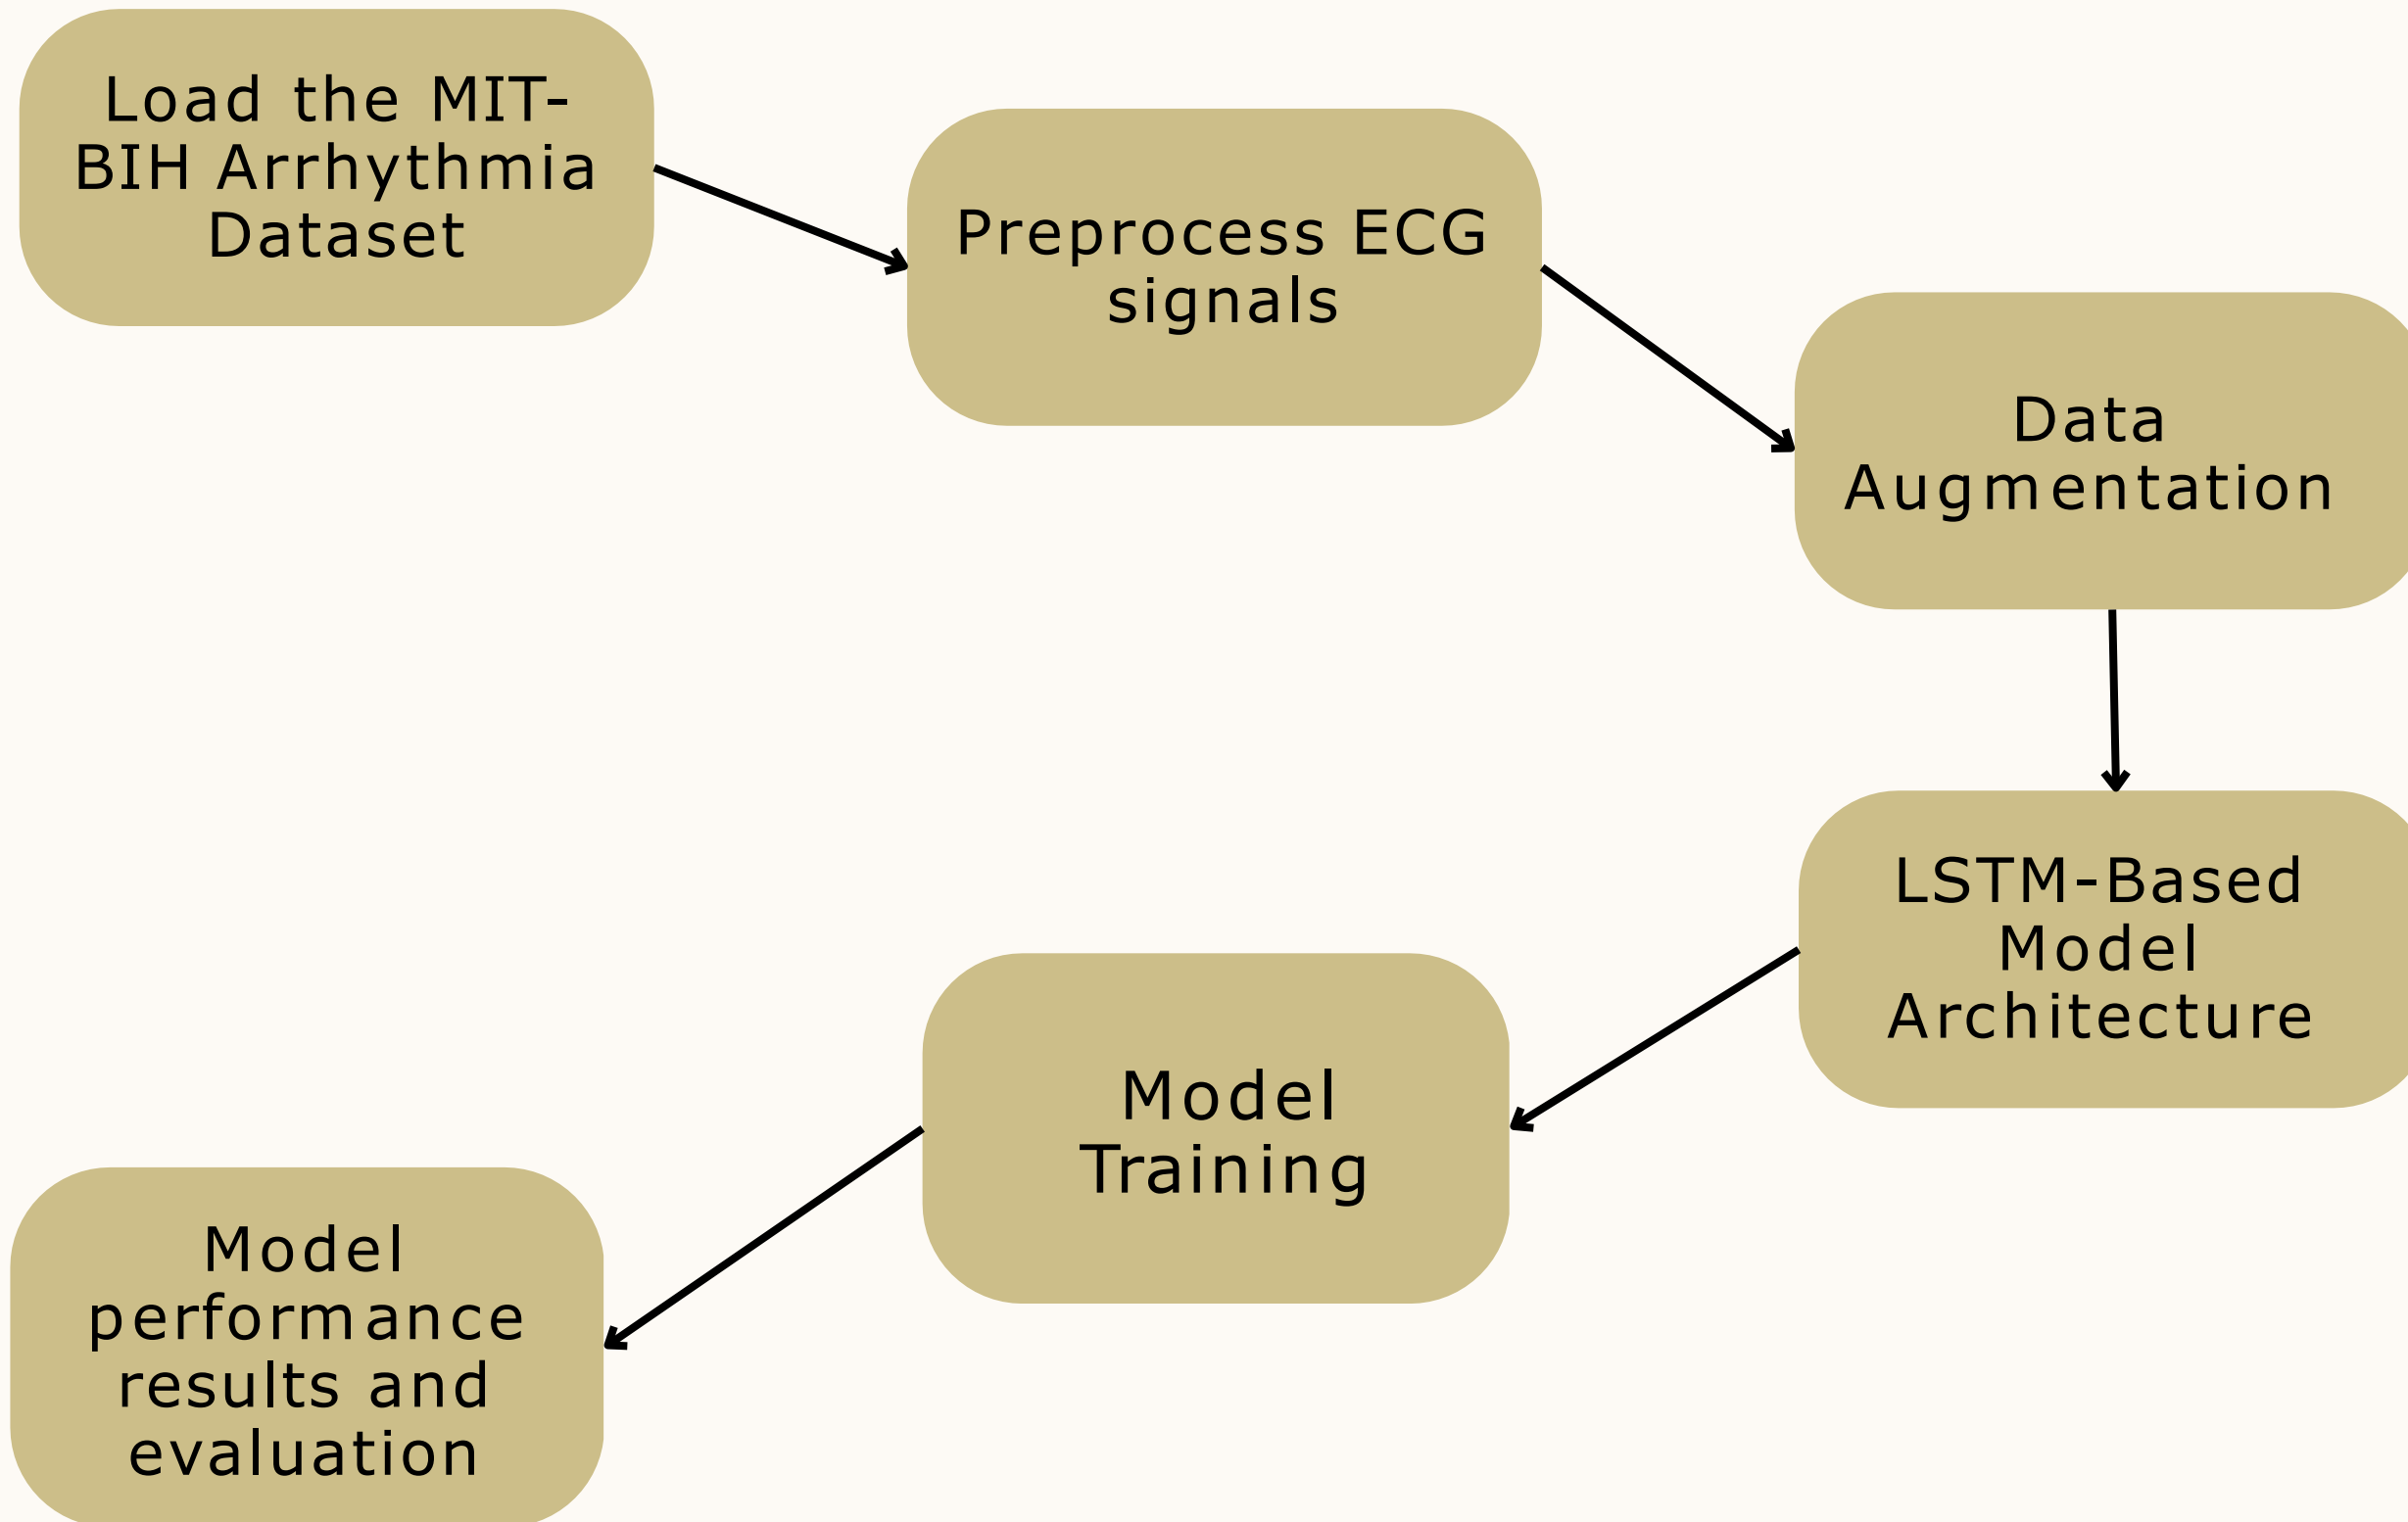 Load the MIT-
BIH Arrhythmia
Dataset
Preprocess ECG
signals
Data
Augmentation
LSTM-Based
Model
Architecture
Model
Training
Model
performance
results and
evaluation